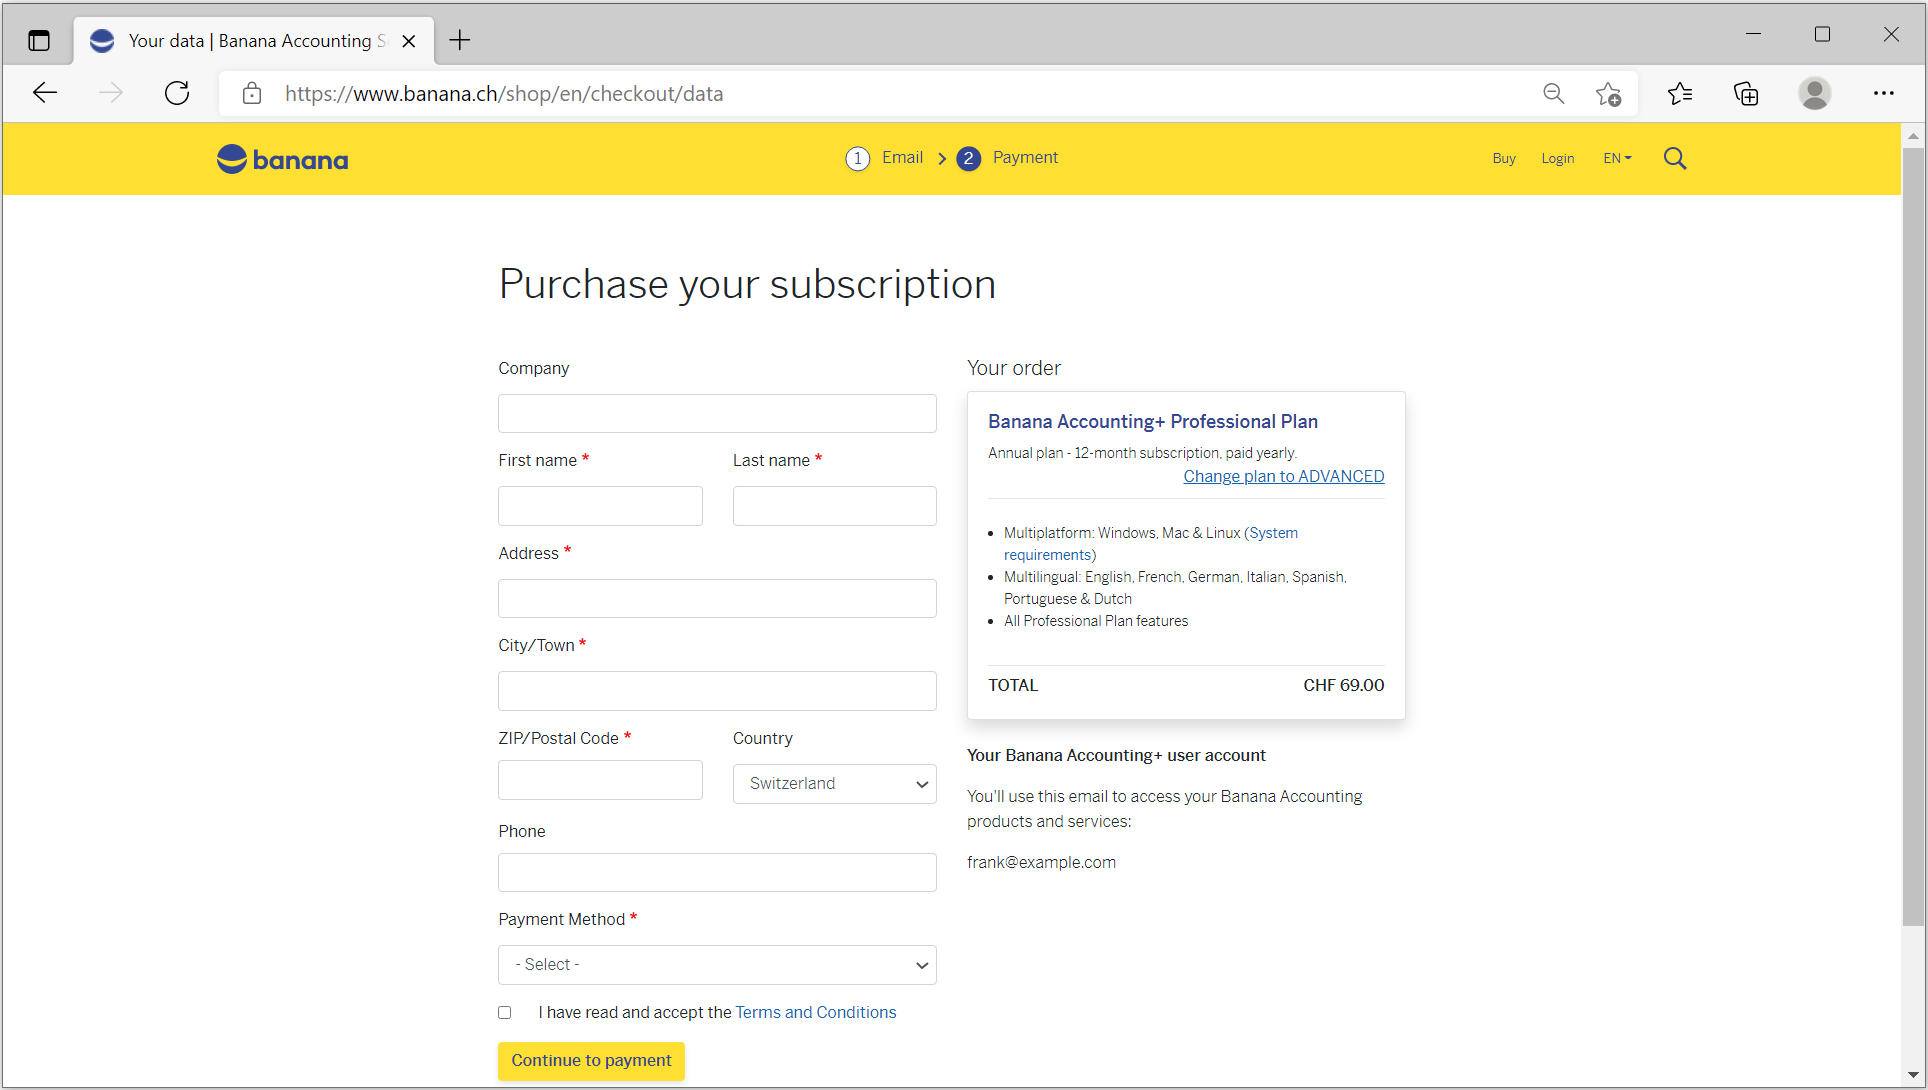 Your data | Banana Accounting S
https://www.banana.ch/shop/en/checkout/data
banana
1 Email 2 Payment
Buy Login EN
Purchase your subscription
Company
First name * Last name *
Address *
City/Town *
ZIP/Postal Code * Country
Switzerland
Phone
Payment Method *
- Select -
I have read and accept the Terms and Conditions
Continue to payment
Your order
Banana Accounting+ Professional Plan
Annual plan - 12-month subscription, paid yearly.
Change plan to ADVANCED
• Multiplatform: Windows, Mac & Linux (System
requirements)
• Multilingual: English, French, German, Italian, Spanish,
Portuguese & Dutch
• All Professional Plan features
TOTAL CHF 69.00
Your Banana Accounting+ user account
You'll use this email to access your Banana Accounting
products and services:
frank@example.com